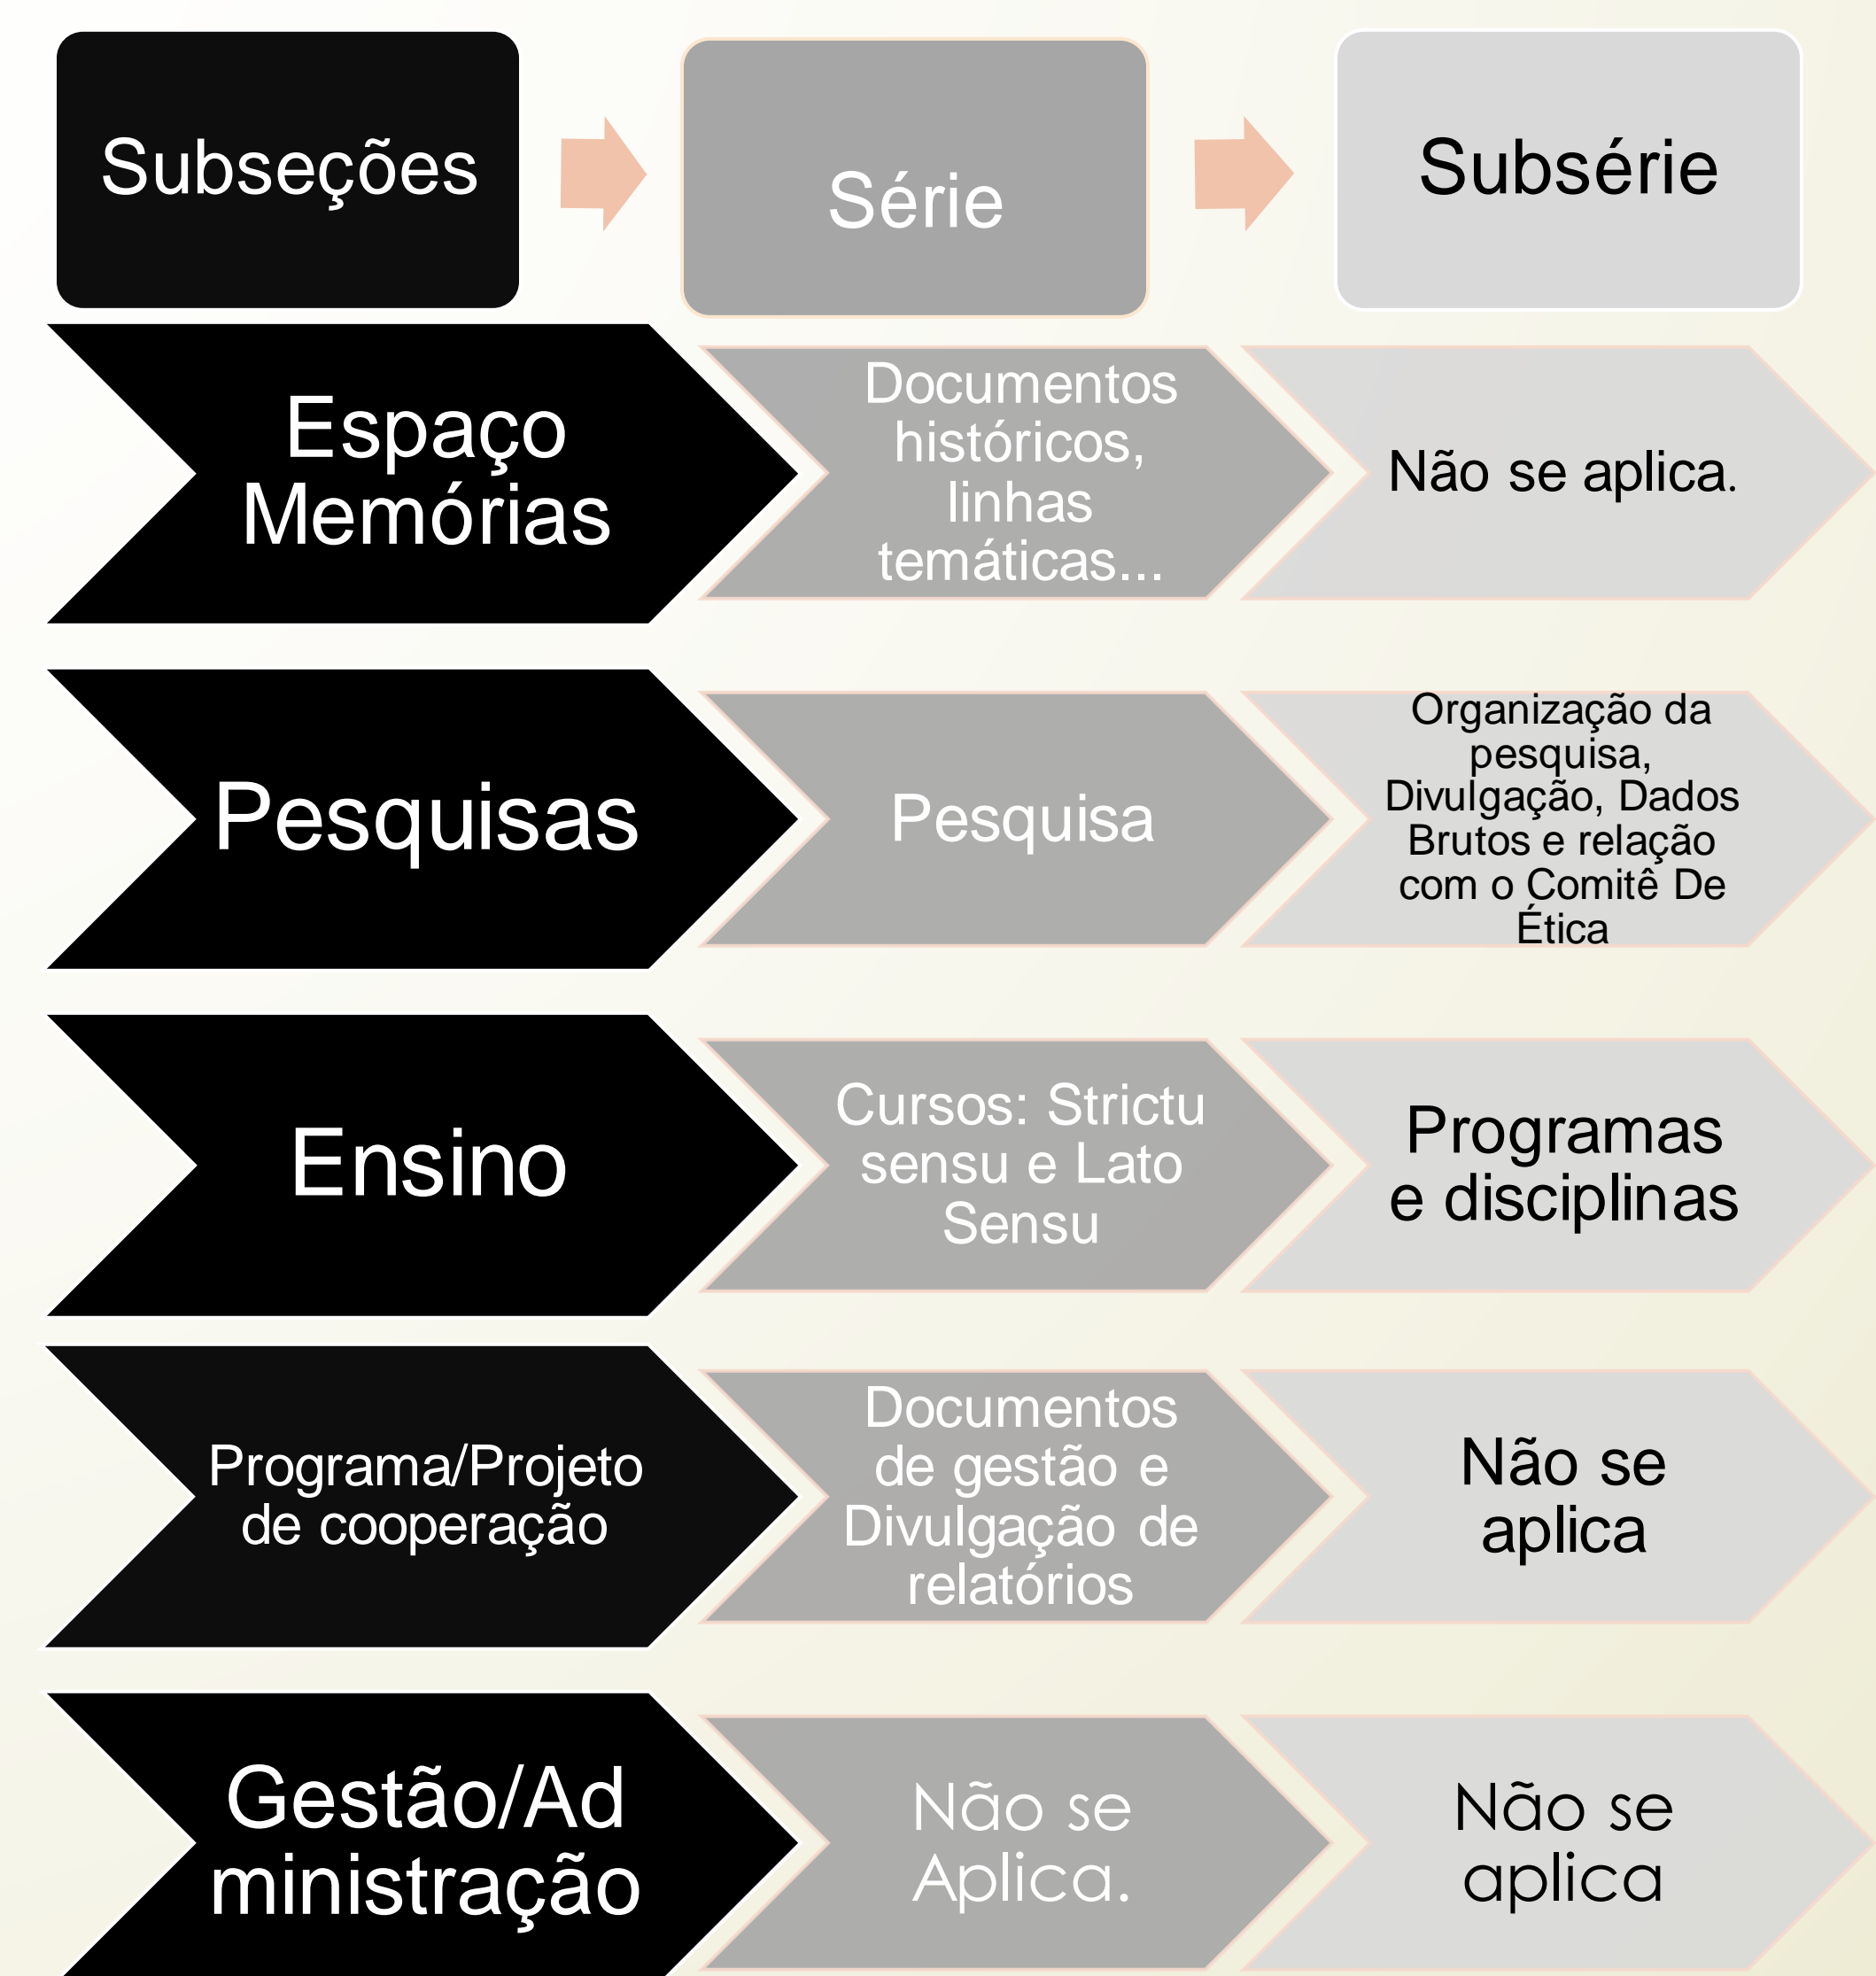 Subseções
Série
Subsérie
Espaço
Memórias
Documentos
históricos,
linhas
temáticas...
Não se aplica.
Pesquisas
Pesquisa
Organização da
pesquisa,
Divulgação, Dados
Brutos e relação
com o Comitê De
Ética
Ensino
Cursos: Strictu
sensu e Lato
Sensu
Programas
e disciplinas
Programa/Projeto
de cooperação
Documentos
de gestão e
Divulgação de
relatórios
Não se
aplica
Gestão/Ad
ministração
Não se
Aplica.
Não se
aplica